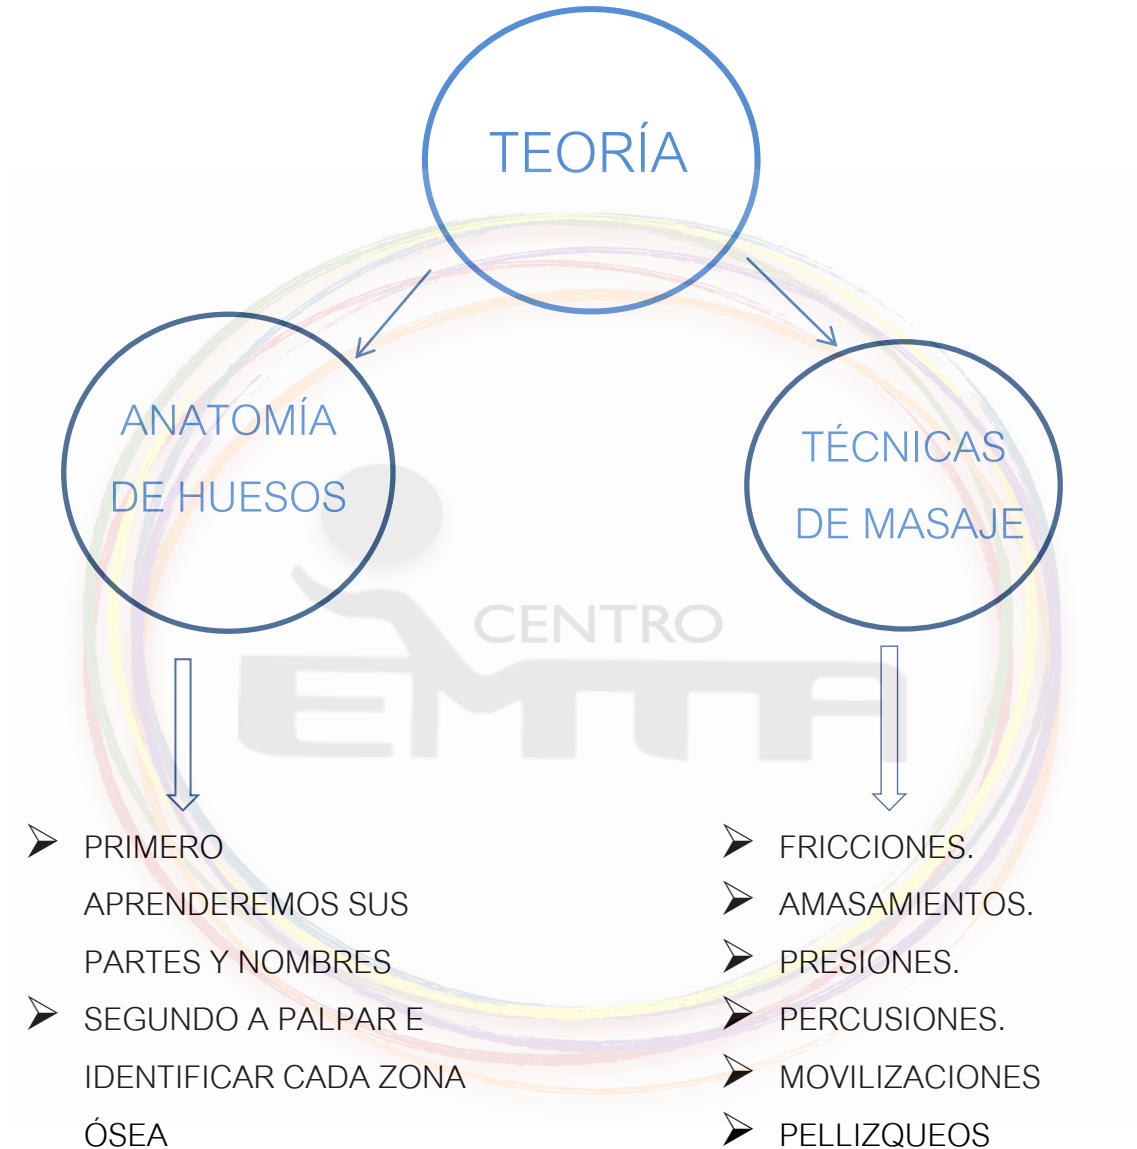 TEORÍA
ANATOMÍA
DE HUESOS
TÉCNICAS
DE MASAJE
CENTRO
EMTA
PRIMERO
APRENDEREMOS SUS
PARTES Y NOMBRES
SEGUNDO A PALPAR E
IDENTIFICAR CADA ZONA
ÓSEA
FRICCIONES.
AMASAMIENTOS.
PRESIONES.
PERCUSIONES.
MOVILIZACIONES
PELLIZQUEOS